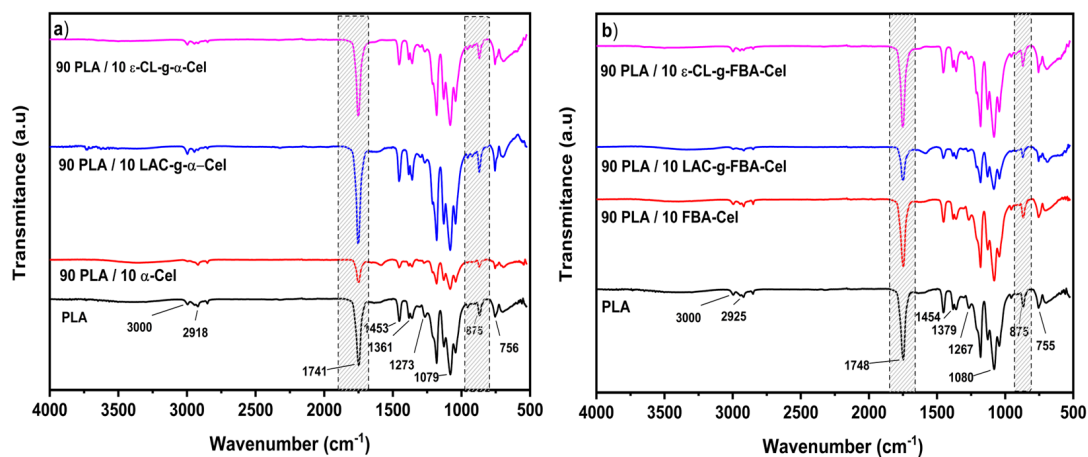 a)
90 PLA / 10 ε-CL-g-α-Cel
90 PLA / 10 LAC-g-α–Cel
90 PLA / 10 α-Cel
PLA
3000
2918
1741
1453
1361
1273
1079
875
756
Transmitance (a.u)
4000 3500 3000 2500 2000 1500 1000 500
Wavenumber (cm⁻¹)
b)
90 PLA / 10 ε-CL-g-FBA-Cel
90 PLA / 10 LAC-g-FBA-Cel
90 PLA / 10 FBA-Cel
PLA
3000
2925
1748
1454
1379
1267
1080
875
755
Transmitance (a.u)
4000 3500 3000 2500 2000 1500 1000 500
Wavenumber (cm⁻¹)